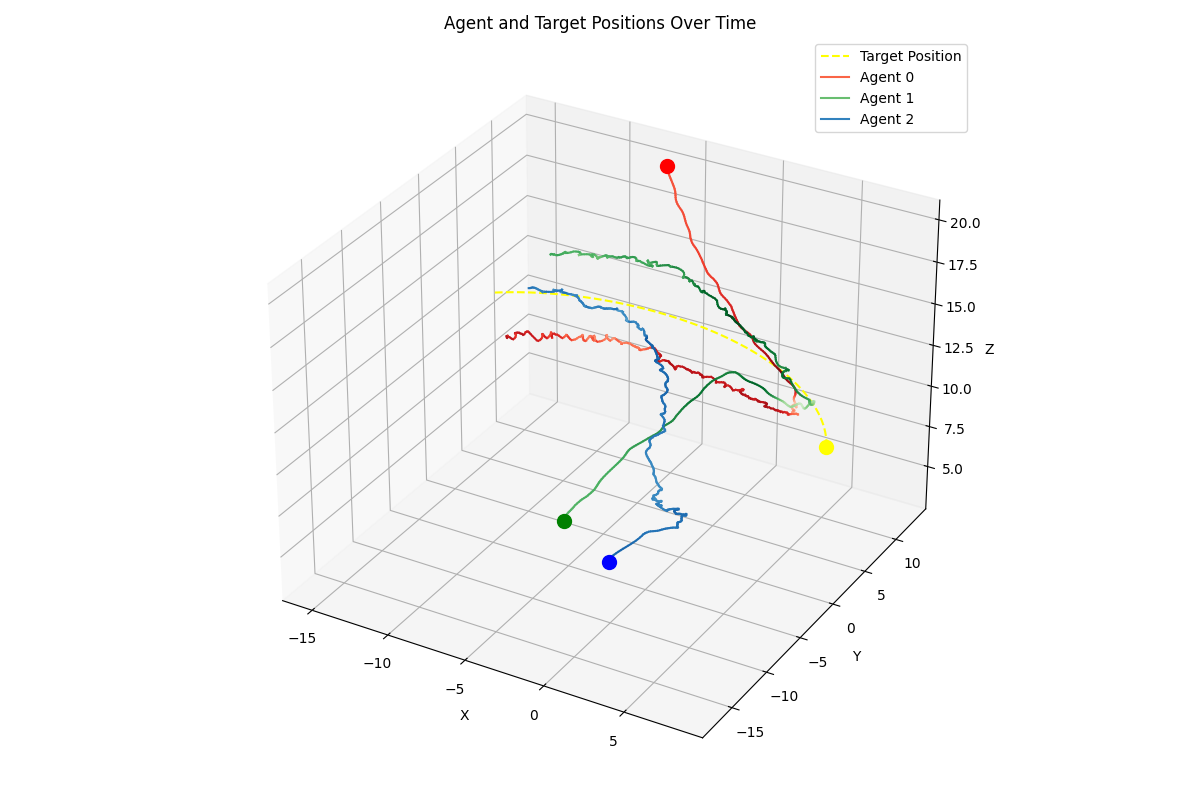 Agent and Target Positions Over Time
Target Position
Agent 0
Agent 1
Agent 2
20.0
17.5
15.0
12.5
10.0
7.5
5.0
Z
10
5
0
−5
−10
−15
Y
−15
−10
−5
0
5
X